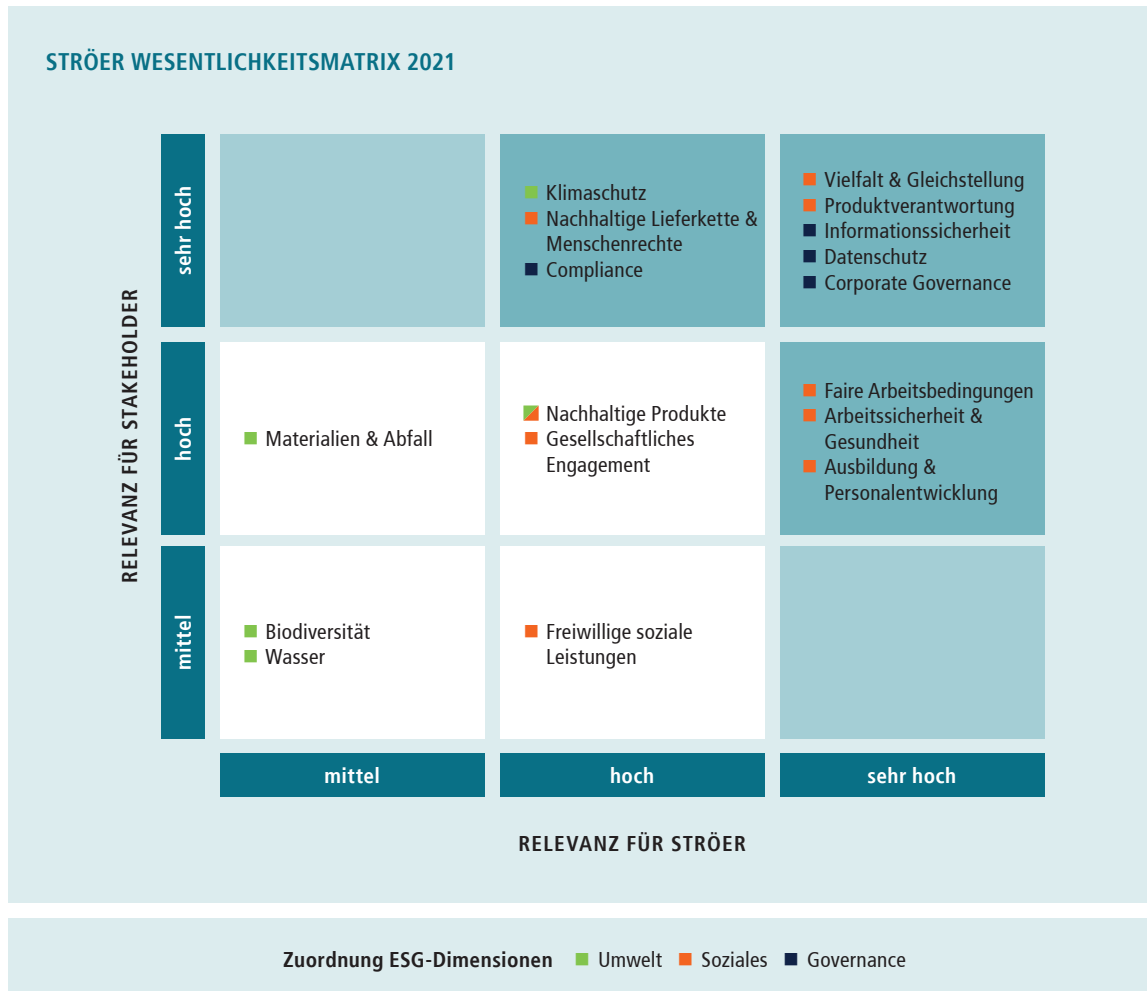 STRÖER WESENTLICHKEITSMATRIX 2021
RELEVANZ FÜR STAKEHOLDER
sehr hoch
Klimaschutz
Nachhaltige Lieferkette &
Menschenrechte
Compliance
Vielfalt & Gleichstellung
Produktverantwortung
Informationssicherheit
Datenschutz
Corporate Governance
hoch
Materialien & Abfall
Nachhaltige Produkte
Gesellschaftliches
Engagement
Faire Arbeitsbedingungen
Arbeitssicherheit &
Gesundheit
Ausbildung &
Personalentwicklung
mittel
Biodiversität
Wasser
Freiwillige soziale
Leistungen
mittel
hoch
sehr hoch
RELEVANZ FÜR STRÖER
Zuordnung ESG-Dimensionen Umwelt Soziales Governance